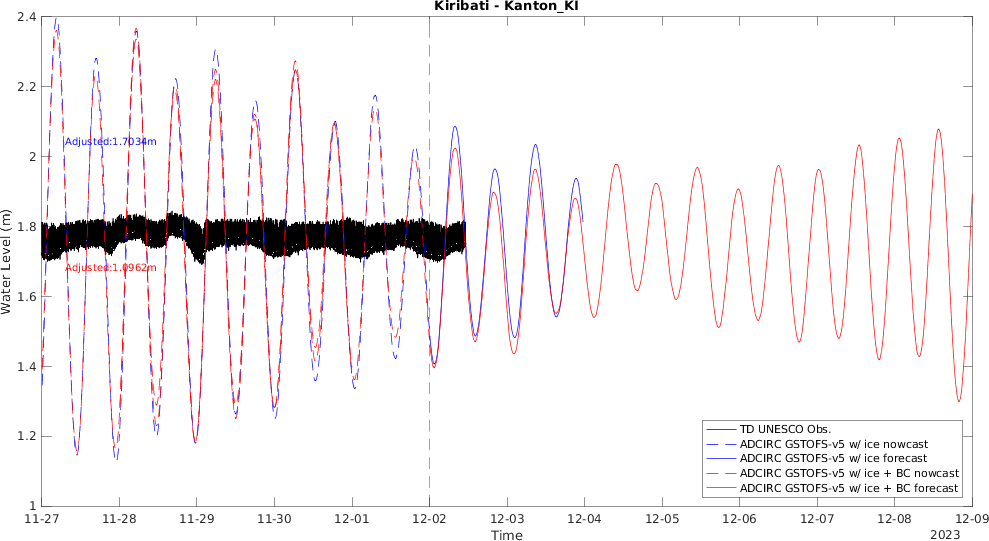 Kiribati - Kanton_KI
Water Level (m)
2.4
2.2
2
1.8
1.6
1.4
1.2
1
Adjusted:1.7034m
Adjusted:1.0962m
TD UNESCO Obs.
ADCIRC GSTOFS-v5 w/ ice nowcast
ADCIRC GSTOFS-v5 w/ ice forecast
ADCIRC GSTOFS-v5 w/ ice + BC nowcast
ADCIRC GSTOFS-v5 w/ ice + BC forecast
11-27 11-28 11-29 11-30 12-01 12-02 12-03 12-04 12-05 12-06 12-07 12-08 12-09
Time
2023